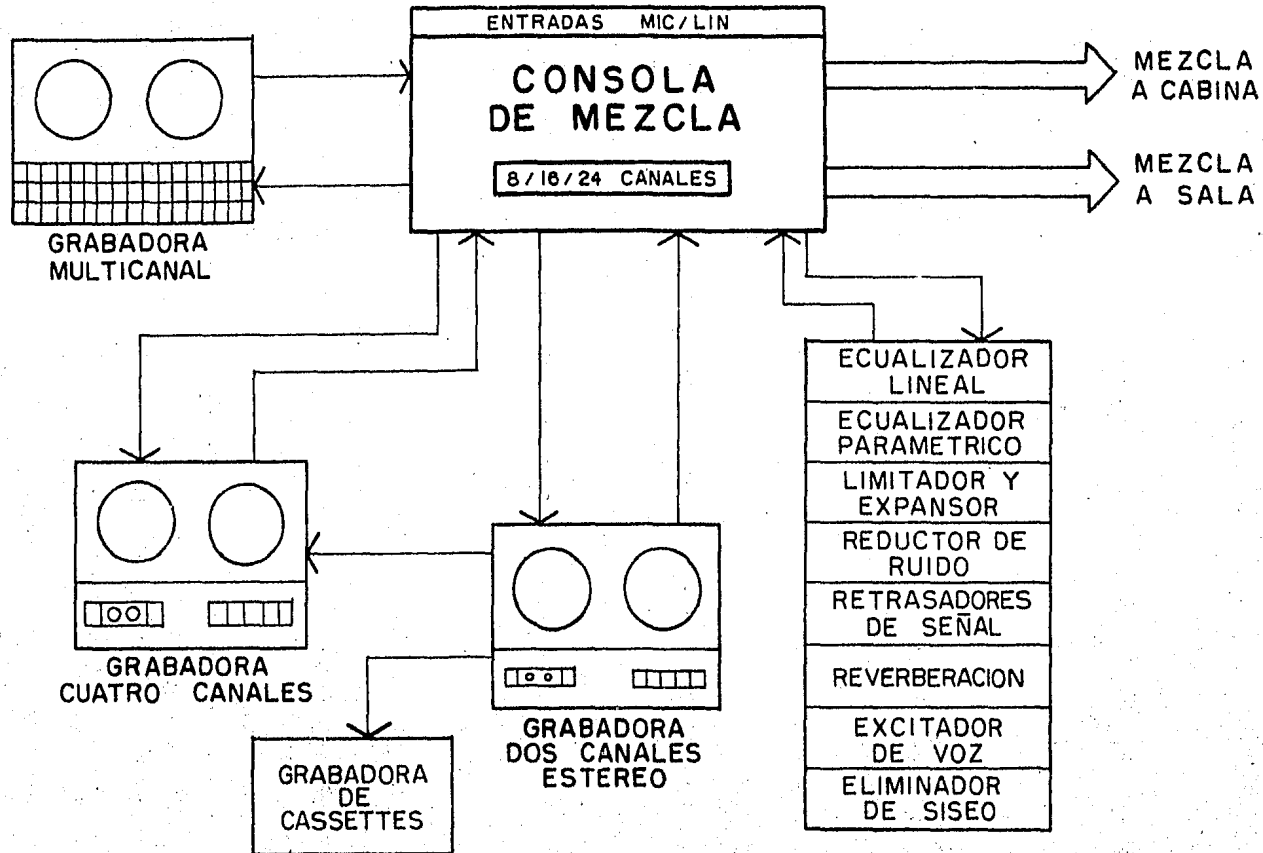 ENTRADAS MIC/LIN
CONSOLA
DE MEZCLA
8/16/24 CANALES
MEZCLA
A CABINA
MEZCLA
A SALA
GRABADORA
MULTICANAL
ECUALIZADOR
LINEAL
ECUALIZADOR
PARAMETRICO
LIMITADOR Y
EXPANSOR
REDUCTOR DE
RUIDO
RETRASADORES
DE SEÑAL
REVERBERACION
EXCITADOR
DE VOZ
ELIMINADOR
DE SISEO
GRABADORA
CUATRO CANALES
GRABADORA
DOS CANALES
ESTEREO
GRABADORA
DE
CASSETTES